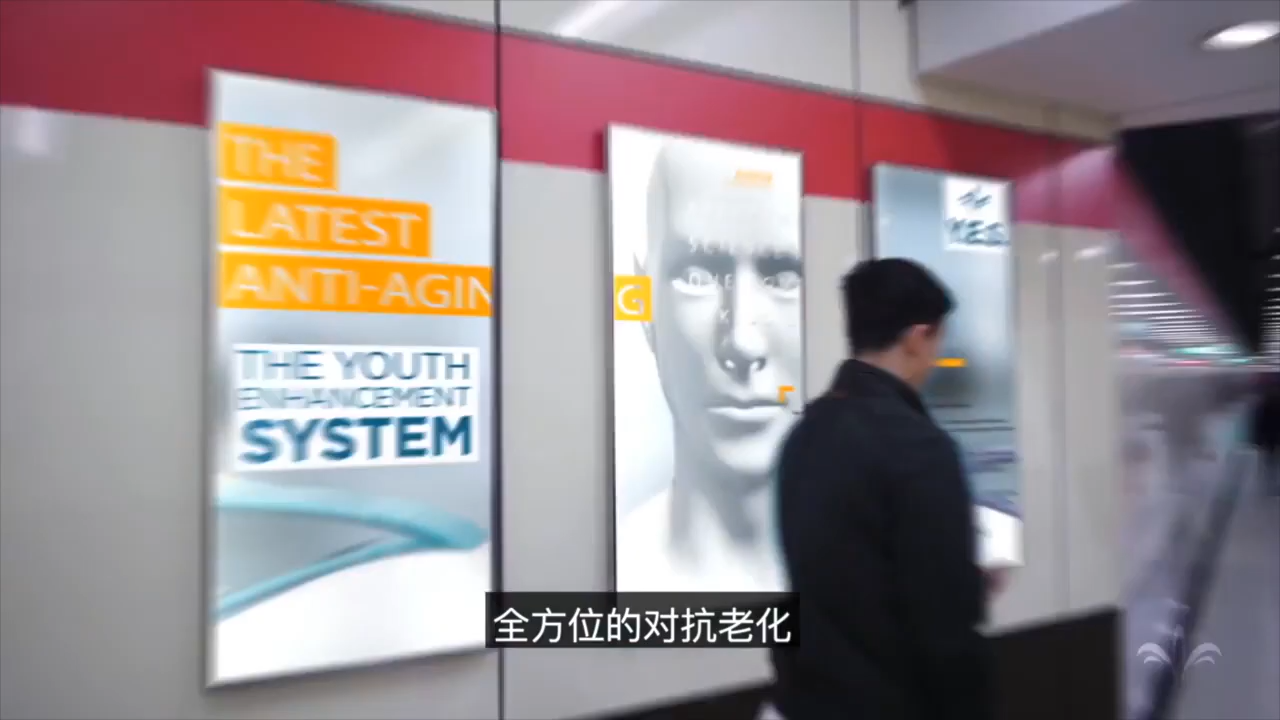 THE
LATEST
ANTI-AGIN
G
THE YOUTH
ENHANCEMENT
SYSTEM
Y.E.S
全方位的对抗老化